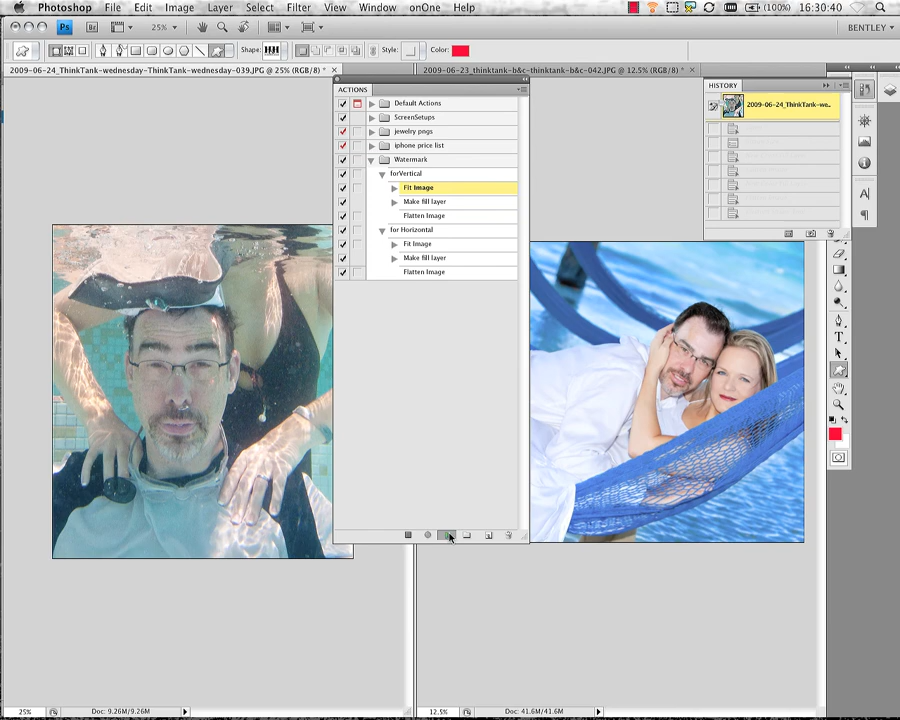 Photoshop File Edit Image Layer Select Filter View Window onOne Help (100%) 16:30:40
Ps Br 25% BENTLEY
Shape: Style: Color:
2009-06-24_ThinkTank-wednesday-ThinkTank-wednesday-039.JPG @ 25% (RGB/8) * ×
2009-06-23_thinktank-b&c-thinktank-b&c-042.JPG @ 12.5% (RGB/8) * ×
ACTIONS
Default Actions
ScreenSetups
jewelry pngs
iphone price list
Watermark
forVertical
Fit Image
Make fill layer
Flatten Image
for Horizontal
Fit Image
Make fill layer
Flatten Image
HISTORY
2009-06-24_ThinkTank-we...
A
T
25% Doc: 9.26M/9.26M
12.5% Doc: 41.6M/41.6M